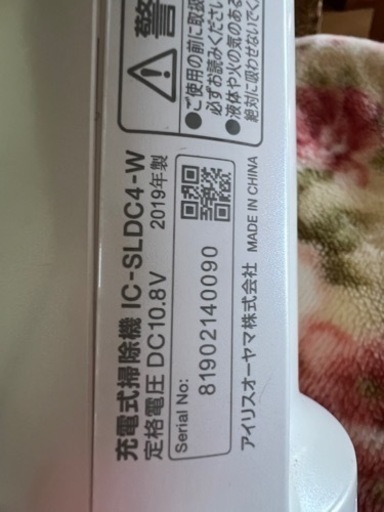 警
●ご使用の前に取扱
必ずお読みください
●液体や火の気のある
絶対に吸わせないでく
充電式掃除機 IC-SLDC4-W
定格電圧 DC10.8V 2019年製
Serial No:
81902140090
アイリスオーヤマ株式会社 MADE IN CHINA